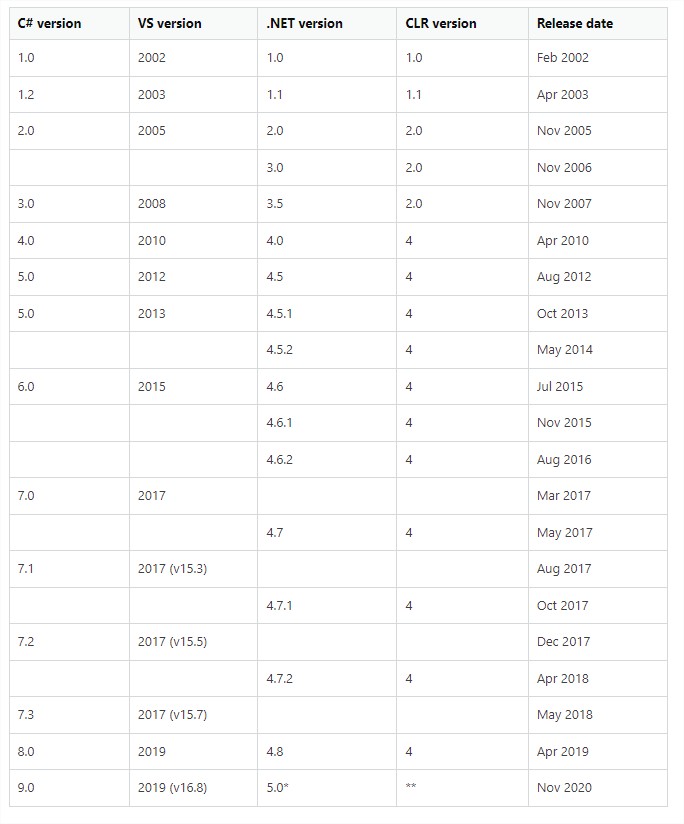 C# version VS version .NET version CLR version Release date
1.0 2002 1.0 1.0 Feb 2002
1.2 2003 1.1 1.1 Apr 2003
2.0 2005 2.0 2.0 Nov 2005
3.0 2.0 Nov 2006
3.0 2008 3.5 2.0 Nov 2007
4.0 2010 4.0 4 Apr 2010
5.0 2012 4.5 4 Aug 2012
5.0 2013 4.5.1 4 Oct 2013
4.5.2 4 May 2014
6.0 2015 4.6 4 Jul 2015
4.6.1 4 Nov 2015
4.6.2 4 Aug 2016
7.0 2017 Mar 2017
4.7 4 May 2017
7.1 2017 (v15.3) Aug 2017
4.7.1 4 Oct 2017
7.2 2017 (v15.5) Dec 2017
4.7.2 4 Apr 2018
7.3 2017 (v15.7) May 2018
8.0 2019 4.8 4 Apr 2019
9.0 2019 (v16.8) 5.0* ** Nov 2020